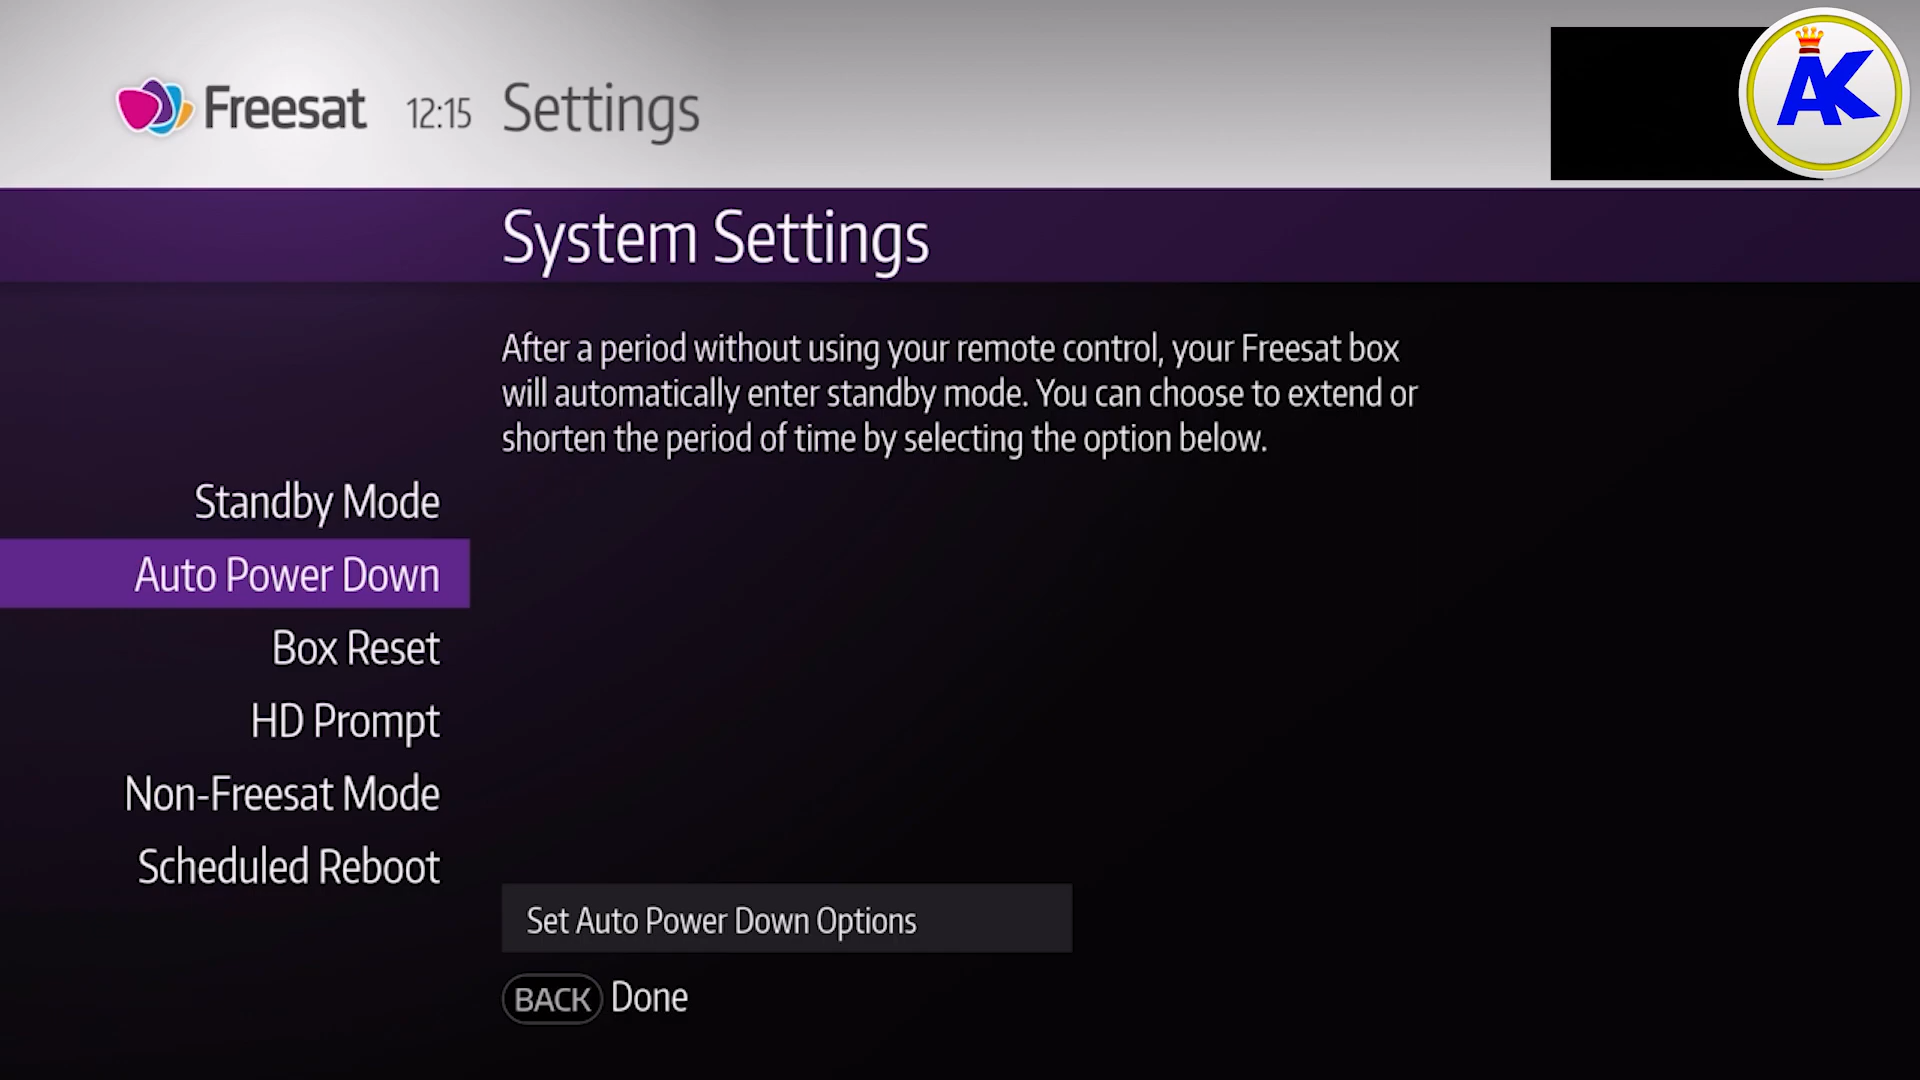 Freesat 12:15 Settings
AK
System Settings
After a period without using your remote control, your Freesat box
will automatically enter standby mode. You can choose to extend or
shorten the period of time by selecting the option below.
Standby Mode
Auto Power Down
Box Reset
HD Prompt
Non-Freesat Mode
Scheduled Reboot
Set Auto Power Down Options
BACK Done